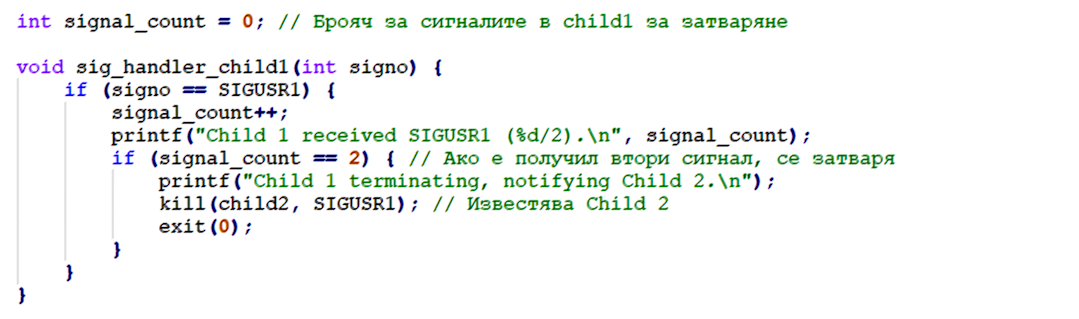 int signal_count = 0; // Брояч за сигналите в child1 за затваряне
void sig_handler_child1(int signo) {
if (signo == SIGUSR1) {
signal_count++;
printf("Child 1 received SIGUSR1 (%d/2).\n", signal_count);
if (signal_count == 2) { // Ако е получил втори сигнал, се затваря
printf("Child 1 terminating, notifying Child 2.\n");
kill(child2, SIGUSR1); // Известява Child 2
exit(0);
}
}
}